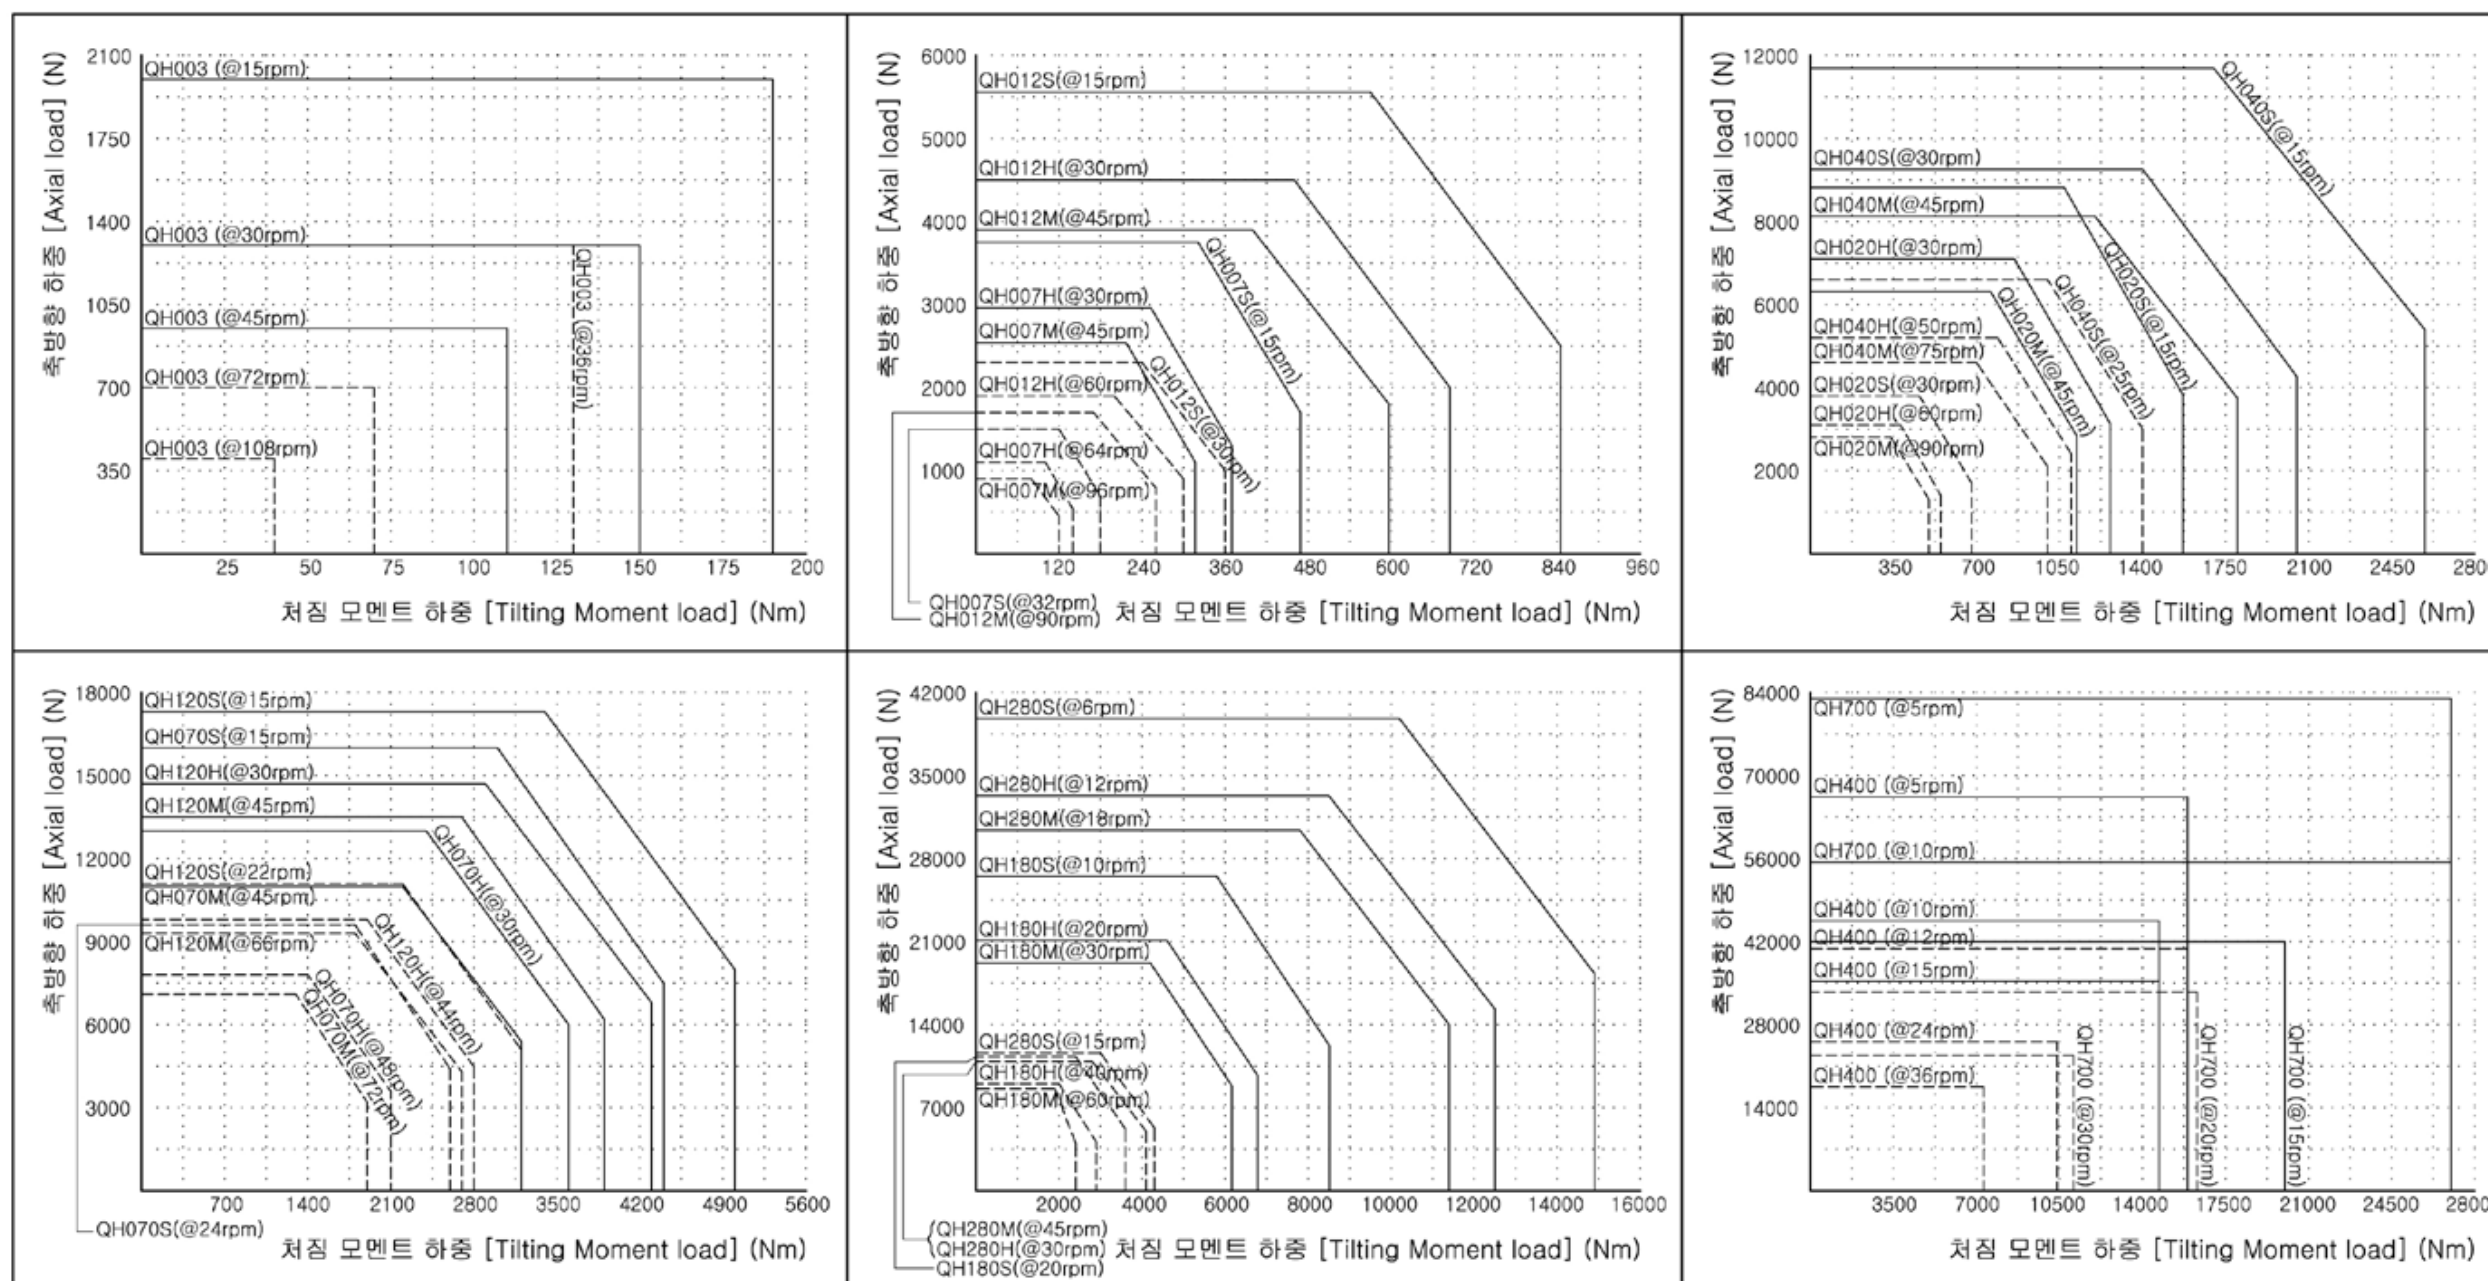 축방향 하중 [Axial load] (N)
2100
1750
1400
1050
700
350
QH003 (@15rpm)
QH003 (@30rpm)
QH003 (@36rpm)
QH003 (@45rpm)
QH003 (@72rpm)
QH003 (@108rpm)
25 50 75 100 125 150 175 200
처짐 모멘트 하중 [Tilting Moment load] (Nm)
축방향 하중 [Axial load] (N)
6000
5000
4000
3000
2000
1000
QH012S(@15rpm)
QH012H(@30rpm)
QH012M(@45rpm)
QH007S(@15rpm)
QH007H(@30rpm)
QH007M(@45rpm)
QH012S(@30rpm)
QH012H(@60rpm)
QH007H(@64rpm)
QH007M(@96rpm)
120 240 360 480 600 720 840 960
QH007S(@32rpm)
QH012M(@90rpm)
처짐 모멘트 하중 [Tilting Moment load] (Nm)
축방향 하중 [Axial load] (N)
12000
10000
8000
6000
4000
2000
QH040S(@15rpm)
QH040S(@30rpm)
QH040M(@45rpm)
QH020H(@30rpm)
QH020S(@15rpm)
QH040S(@25rpm)
QH020M(@45rpm)
QH040H(@50rpm)
QH040M(@75rpm)
QH020S(@30rpm)
QH020H(@60rpm)
QH020M(@90rpm)
350 700 1050 1400 1750 2100 2450 2800
처짐 모멘트 하중 [Tilting Moment load] (Nm)
축방향 하중 [Axial load] (N)
18000
15000
12000
9000
6000
3000
QH120S(@15rpm)
QH070S(@15rpm)
QH120H(@30rpm)
QH120M(@45rpm)
QH070H(@30rpm)
QH120S(@22rpm)
QH070M(@45rpm)
QH120H(@44rpm)
QH120M(@66rpm)
QH070H(@48rpm)
QH070M(@72rpm)
700 1400 2100 2800 3500 4200 4900 5600
QH070S(@24rpm)
처짐 모멘트 하중 [Tilting Moment load] (Nm)
축방향 하중 [Axial load] (N)
42000
35000
28000
21000
14000
7000
QH280S(@6rpm)
QH280H(@12rpm)
QH280M(@18rpm)
QH180S(@10rpm)
QH180H(@20rpm)
QH180M(@30rpm)
QH280S(@15rpm)
QH180H(@40rpm)
QH180M(@60rpm)
2000 4000 6000 8000 10000 12000 14000 16000
QH280M(@45rpm)
QH280H(@30rpm)
QH180S(@20rpm)
처짐 모멘트 하중 [Tilting Moment load] (Nm)
축방향 하중 [Axial load] (N)
84000
70000
56000
42000
28000
14000
QH700 (@5rpm)
QH400 (@5rpm)
QH700 (@10rpm)
QH400 (@10rpm)
QH400 (@12rpm)
QH400 (@15rpm)
QH400 (@24rpm)
QH400 (@36rpm)
QH700 (@30rpm)
QH700 (@20rpm)
QH700 (@15rpm)
3500 7000 10500 14000 17500 21000 24500 2800
처짐 모멘트 하중 [Tilting Moment load] (Nm)